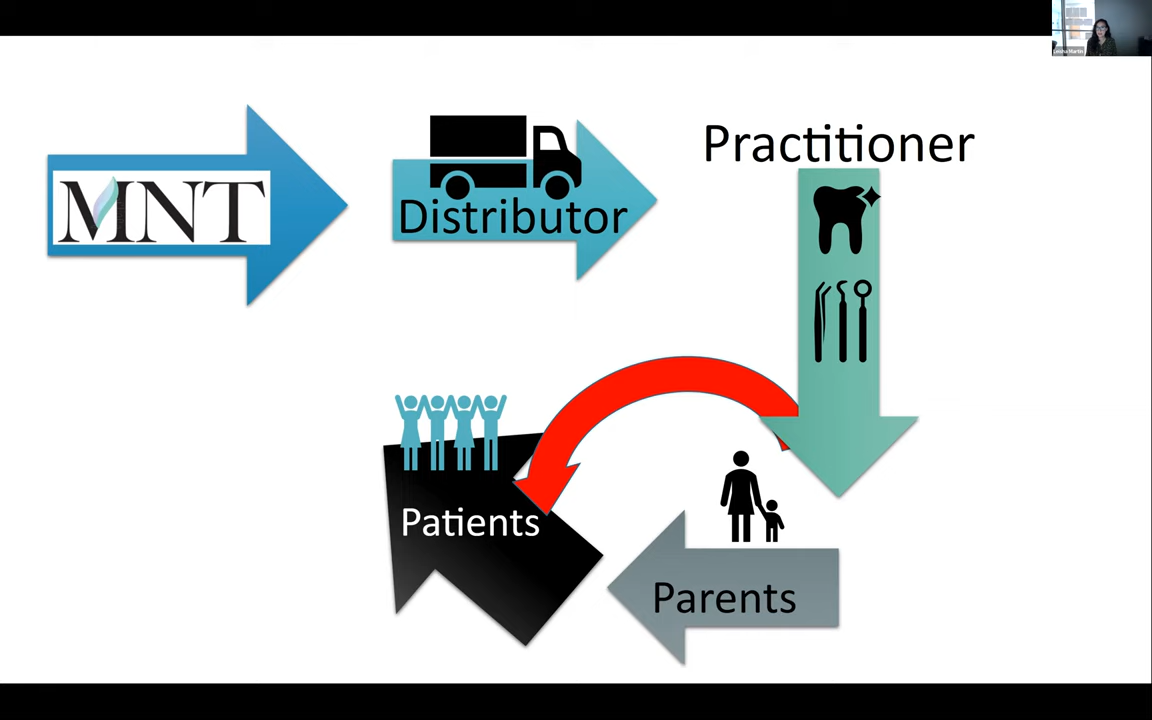 MNT
Distributor
Practitioner
Patients
Parents